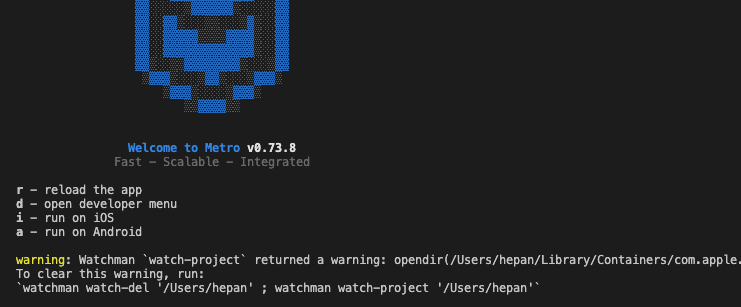 Welcome to Metro v0.73.8
Fast - Scalable - Integrated
r - reload the app
d - open developer menu
i - run on iOS
a - run on Android
warning: Watchman `watch-project` returned a warning: opendir(/Users/hepan/Library/Containers/com.apple.
To clear this warning, run:
`watchman watch-del '/Users/hepan' ; watchman watch-project '/Users/hepan'`